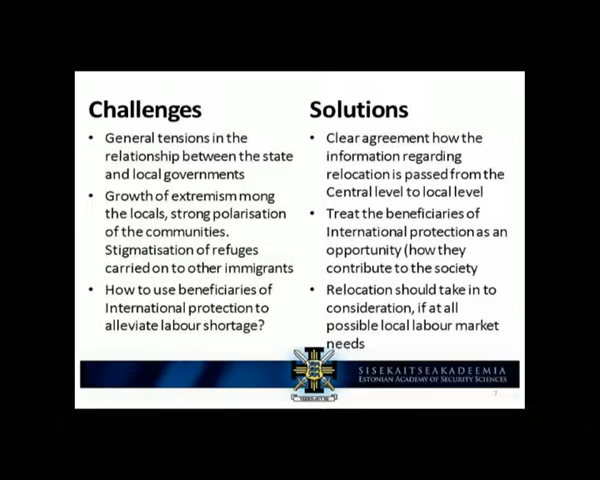 Challenges
• General tensions in the
relationship between the state
and local governments
• Growth of extremism mong
the locals, strong polarisation
of the communities.
Stigmatisation of refuges
carried on to other immigrants
• How to use beneficiaries of
International protection to
alleviate labour shortage?
Solutions
• Clear agreement how the
information regarding
relocation is passed from the
Central level to local level
• Treat the beneficiaries of
International protection as an
opportunity (how they
contribute to the society
• Relocation should take in to
consideration, if at all
possible local labour market
needs
SISEKAITSEAKADEEMIA
ESTONIAN ACADEMY OF SECURITY SCIENCES
7